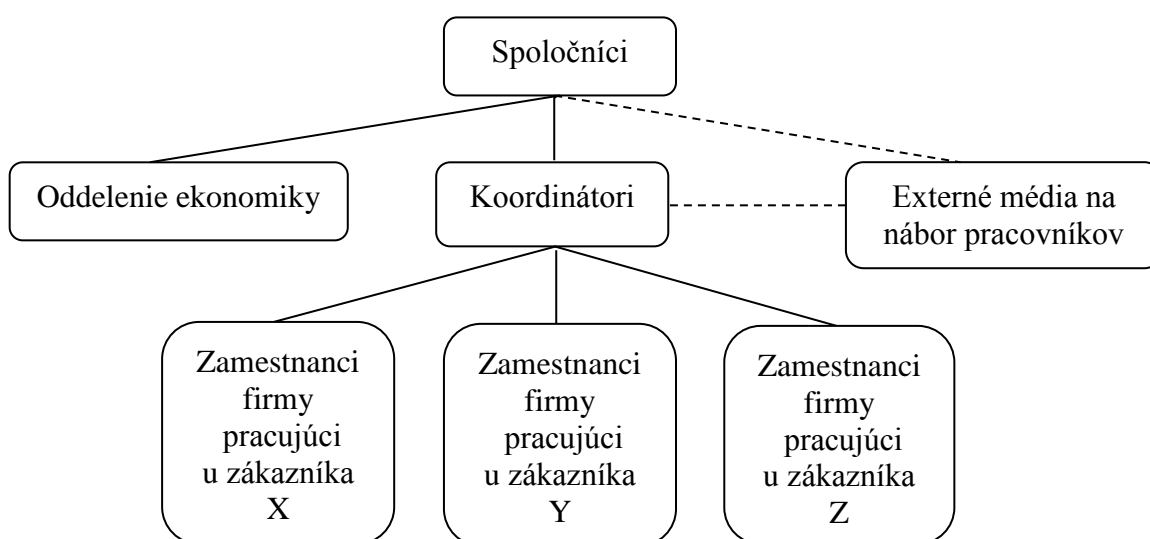 Spoločníci
Oddelenie ekonomiky
Koordinátori
Externé média na
nábor pracovníkov
Zamestnanci
firmy
pracujúci
u zákazníka
X
Zamestnanci
firmy
pracujúci
u zákazníka
Y
Zamestnanci
firmy
pracujúci
u zákazníka
Z